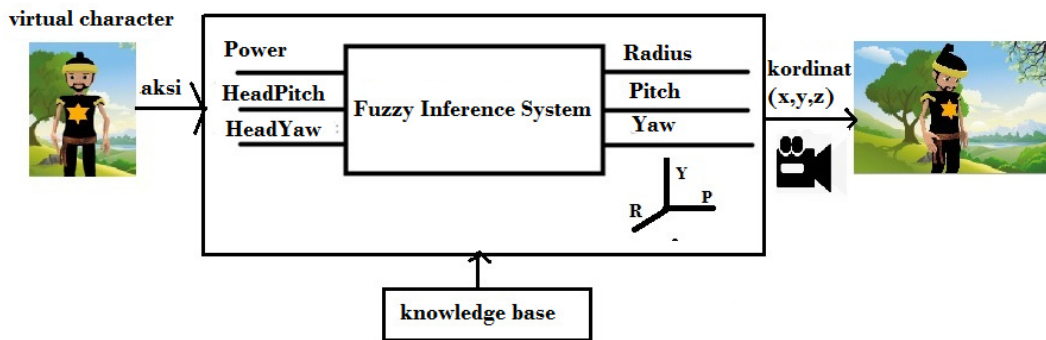 virtual character
aksi
Power
HeadPitch
HeadYaw
Fuzzy Inference System
Radius
Pitch
Yaw
Y
R
P
kordinat
(x,y,z)
knowledge base